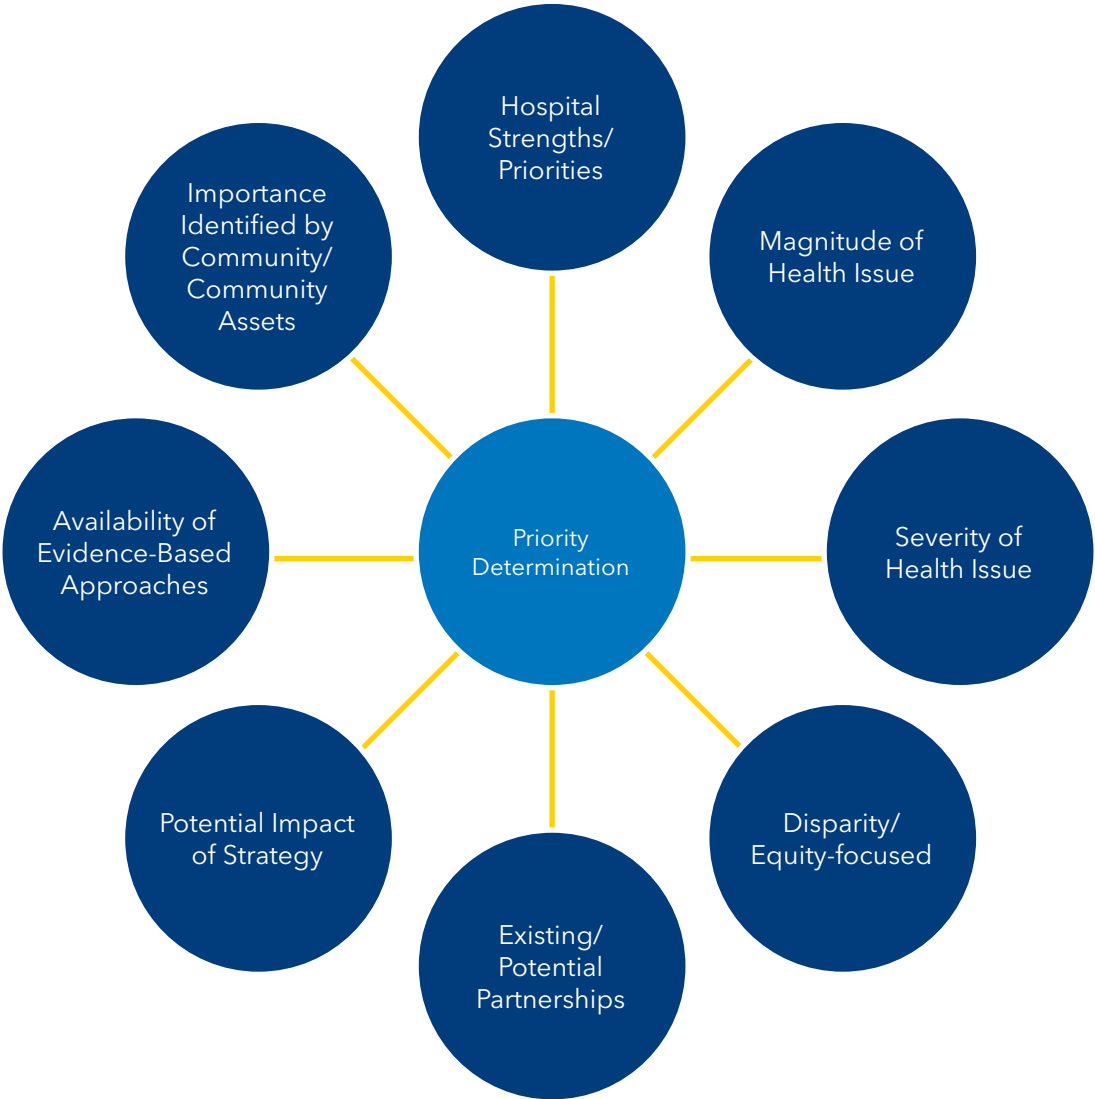 Hospital
Strengths/
Priorities
Magnitude of
Health Issue
Severity of
Health Issue
Disparity/
Equity-focused
Existing/
Potential
Partnerships
Potential Impact
of Strategy
Availability of
Evidence-Based
Approaches
Importance
Identified by
Community/
Community
Assets
Priority
Determination